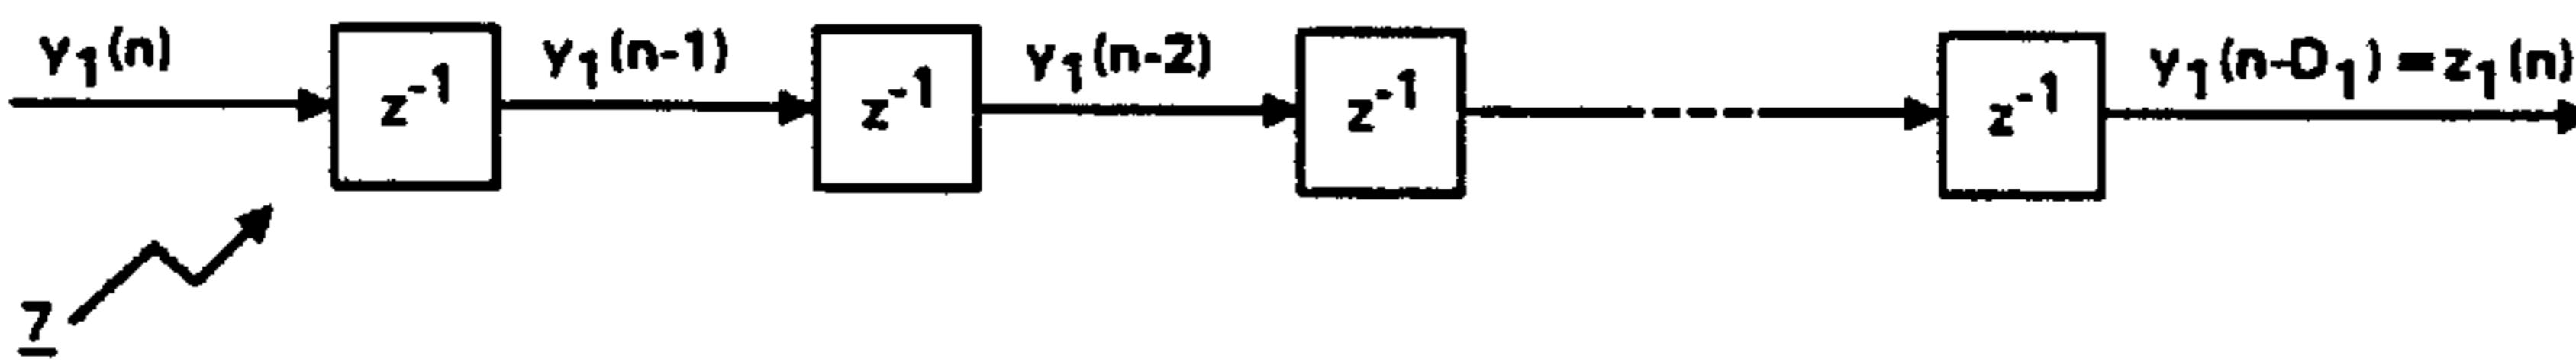 y₁(n)
z⁻¹
y₁(n-1)
z⁻¹
y₁(n-2)
z⁻¹
z⁻¹
y₁(n-D₁) = z₁(n)
7